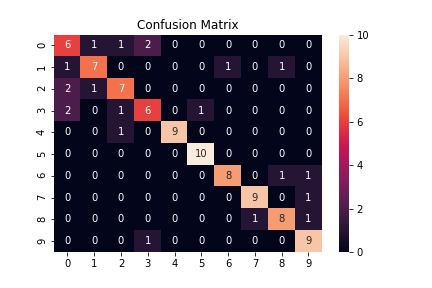 Confusion Matrix
0 6 1 1 2 0 0 0 0 0 0
1 1 7 0 0 0 0 1 0 1 0
2 2 1 7 0 0 0 0 0 0 0
3 2 0 1 6 0 1 0 0 0 0
4 0 0 1 0 9 0 0 0 0 0
5 0 0 0 0 0 10 0 0 0 0
6 0 0 0 0 0 0 8 0 1 1
7 0 0 0 0 0 0 0 9 0 1
8 0 0 0 0 0 0 0 1 8 1
9 0 0 0 1 0 0 0 0 0 9
0 1 2 3 4 5 6 7 8 9
10
8
6
4
2
0